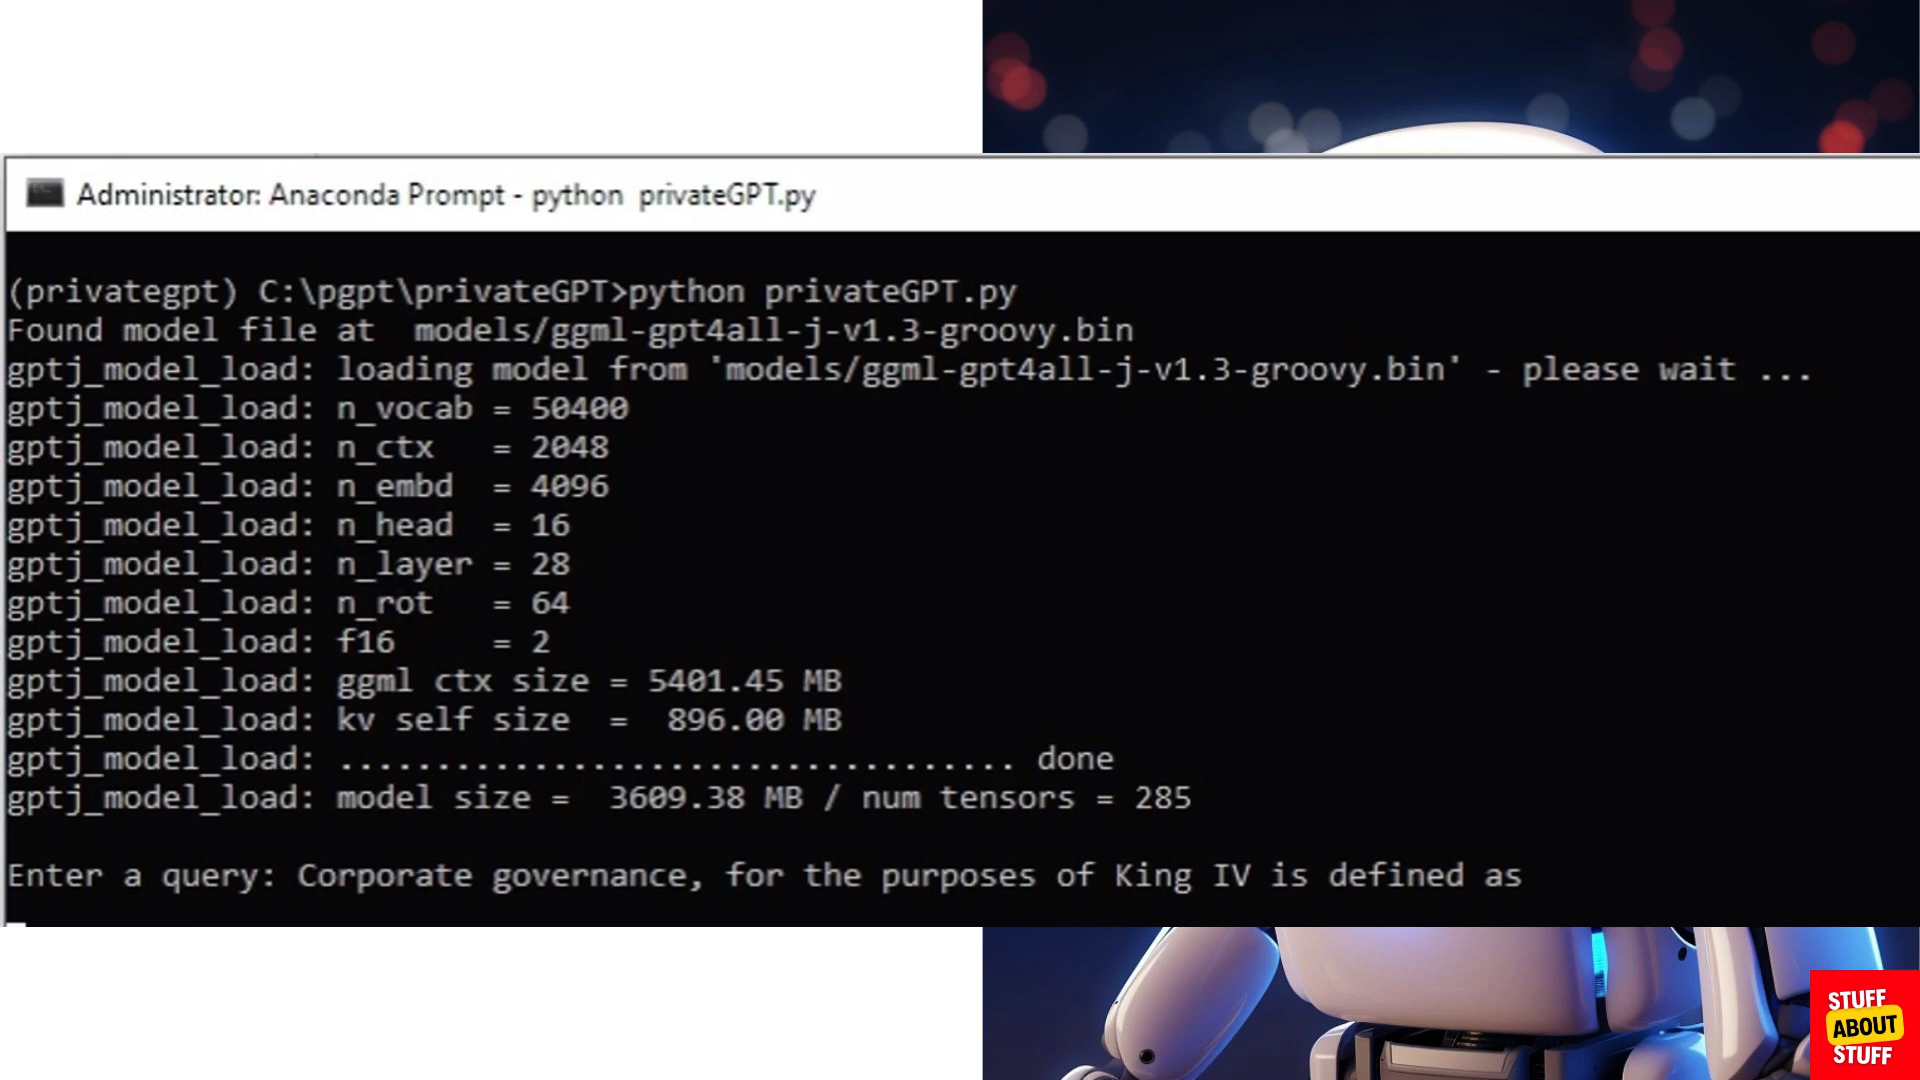 Administrator: Anaconda Prompt - python  privateGPT.py
(privategpt) C:\pgpt\privateGPT>python privateGPT.py
Found model file at  models/ggml-gpt4all-j-v1.3-groovy.bin
gptj_model_load: loading model from 'models/ggml-gpt4all-j-v1.3-groovy.bin' - please wait ...
gptj_model_load: n_vocab = 50400
gptj_model_load: n_ctx   = 2048
gptj_model_load: n_embd  = 4096
gptj_model_load: n_head  = 16
gptj_model_load: n_layer = 28
gptj_model_load: n_rot   = 64
gptj_model_load: f16     = 2
gptj_model_load: ggml ctx size = 5401.45 MB
gptj_model_load: kv self size  =  896.00 MB
gptj_model_load: ................................... done
gptj_model_load: model size =  3609.38 MB / num tensors = 285
Enter a query: Corporate governance, for the purposes of King IV is defined as
STUFF
ABOUT
STUFF